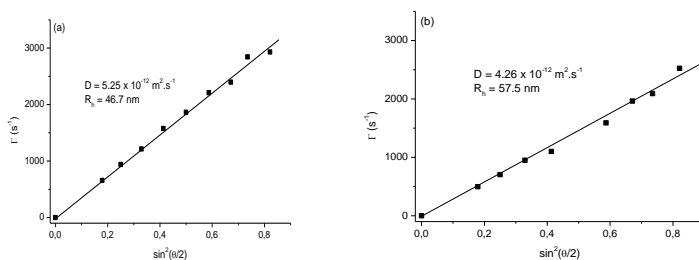 (a)
3000
2000
1000
0
D = 5.25 x 10⁻¹² m².s⁻¹
Rₕ = 46.7 nm
Γ (s⁻¹)
0,0 0,2 0,4 0,6 0,8
sin²(θ/2)
(b)
3000
2000
1000
0
D = 4.26 x 10⁻¹² m².s⁻¹
Rₕ = 57.5 nm
Γ (s⁻¹)
0,0 0,2 0,4 0,6 0,8
sin²(θ/2)